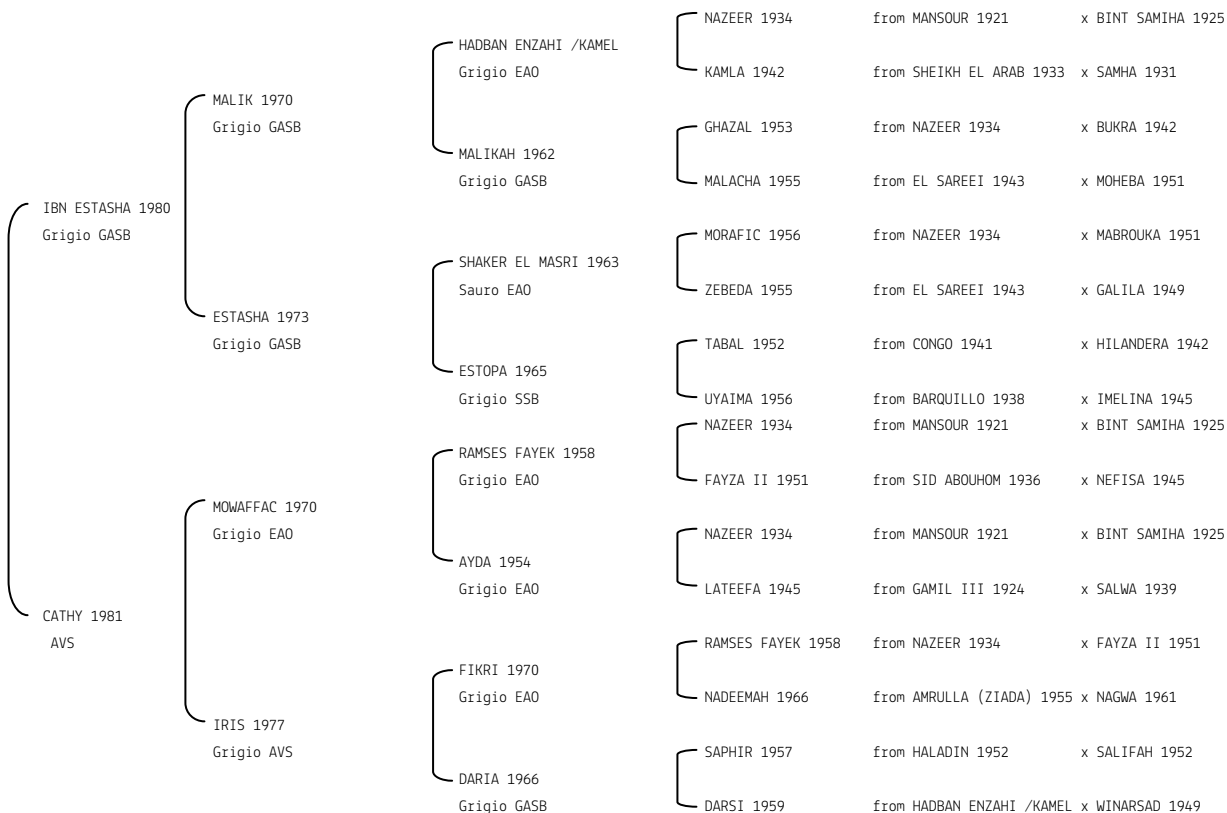 NAZEER 1934 from MANSOUR 1921 x BINT SAMIHA 1925
HADBAN ENZAHI /KAMEL
Grigio EAO
KAMLA 1942 from SHEIKH EL ARAB 1933 x SAMHA 1931
MALIK 1970
Grigio GASB
GHAZAL 1953 from NAZEER 1934 x BUKRA 1942
MALIKAH 1962
Grigio GASB
MALACHA 1955 from EL SAREEI 1943 x MOHEBA 1951
IBN ESTASHA 1980
Grigio GASB
MORAFIC 1956 from NAZEER 1934 x MABROUKA 1951
SHAKER EL MASRI 1963
Sauro EAO
ZEBEDA 1955 from EL SAREEI 1943 x GALILA 1949
ESTASHA 1973
Grigio GASB
TABAL 1952 from CONGO 1941 x HILANDERA 1942
ESTOPA 1965
Grigio SSB
UYAIMA 1956 from BARQUILLO 1938 x IMELINA 1945
NAZEER 1934 from MANSOUR 1921 x BINT SAMIHA 1925
RAMSES FAYEK 1958
Grigio EAO
FAYZA II 1951 from SID ABOUHOM 1936 x NEFISA 1945
MOWAFFAC 1970
Grigio EAO
NAZEER 1934 from MANSOUR 1921 x BINT SAMIHA 1925
AYDA 1954
Grigio EAO
LATEEFA 1945 from GAMIL III 1924 x SALWA 1939
CATHY 1981
AVS
RAMSES FAYEK 1958 from NAZEER 1934 x FAYZA II 1951
FIKRI 1970
Grigio EAO
NADEEMAH 1966 from AMRULLA (ZIADA) 1955 x NAGWA 1961
IRIS 1977
Grigio AVS
SAPHIR 1957 from HALADIN 1952 x SALIFAH 1952
DARIA 1966
Grigio GASB
DARSI 1959 from HADBAN ENZAHI /KAMEL x WINARSAD 1949